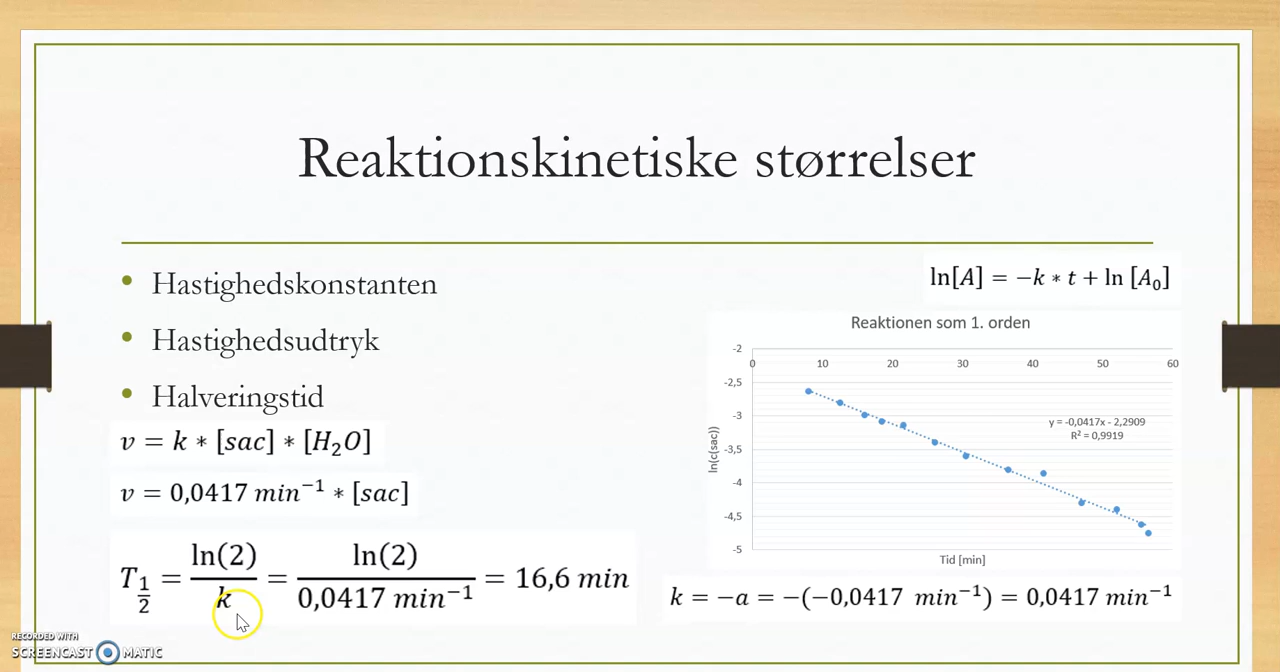 Reaktionskinetiske størrelser
• Hastighedskonstanten
• Hastighedsudtryk
• Halveringstid
v = k * [sac] * [H₂O]
v = 0,0417 min⁻¹ * [sac]
T_{1/2} = ln(2)/k = ln(2)/(0,0417 min⁻¹) = 16,6 min
ln[A] = −k * t + ln [A₀]
Reaktionen som 1. orden
0 10 20 30 40 50 60
-2
-2,5
-3
-3,5
-4
-4,5
-5
ln(c(sac))
y = -0,0417x - 2,2909
R² = 0,9919
Tid [min]
k = −a = −(−0,0417 min⁻¹) = 0,0417 min⁻¹
RECORDED WITH
SCREENCAST MATIC